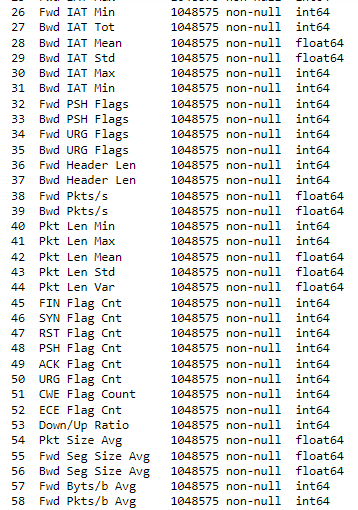 26 Fwd IAT Min 1048575 non-null int64
27 Bwd IAT Tot 1048575 non-null int64
28 Bwd IAT Mean 1048575 non-null float64
29 Bwd IAT Std 1048575 non-null float64
30 Bwd IAT Max 1048575 non-null int64
31 Bwd IAT Min 1048575 non-null int64
32 Fwd PSH Flags 1048575 non-null int64
33 Bwd PSH Flags 1048575 non-null int64
34 Fwd URG Flags 1048575 non-null int64
35 Bwd URG Flags 1048575 non-null int64
36 Fwd Header Len 1048575 non-null int64
37 Bwd Header Len 1048575 non-null int64
38 Fwd Pkts/s 1048575 non-null float64
39 Bwd Pkts/s 1048575 non-null float64
40 Pkt Len Min 1048575 non-null int64
41 Pkt Len Max 1048575 non-null int64
42 Pkt Len Mean 1048575 non-null float64
43 Pkt Len Std 1048575 non-null float64
44 Pkt Len Var 1048575 non-null float64
45 FIN Flag Cnt 1048575 non-null int64
46 SYN Flag Cnt 1048575 non-null int64
47 RST Flag Cnt 1048575 non-null int64
48 PSH Flag Cnt 1048575 non-null int64
49 ACK Flag Cnt 1048575 non-null int64
50 URG Flag Cnt 1048575 non-null int64
51 CWE Flag Count 1048575 non-null int64
52 ECE Flag Cnt 1048575 non-null int64
53 Down/Up Ratio 1048575 non-null int64
54 Pkt Size Avg 1048575 non-null float64
55 Fwd Seg Size Avg 1048575 non-null float64
56 Bwd Seg Size Avg 1048575 non-null float64
57 Fwd Byts/b Avg 1048575 non-null int64
58 Fwd Pkts/b Avg 1048575 non-null int64